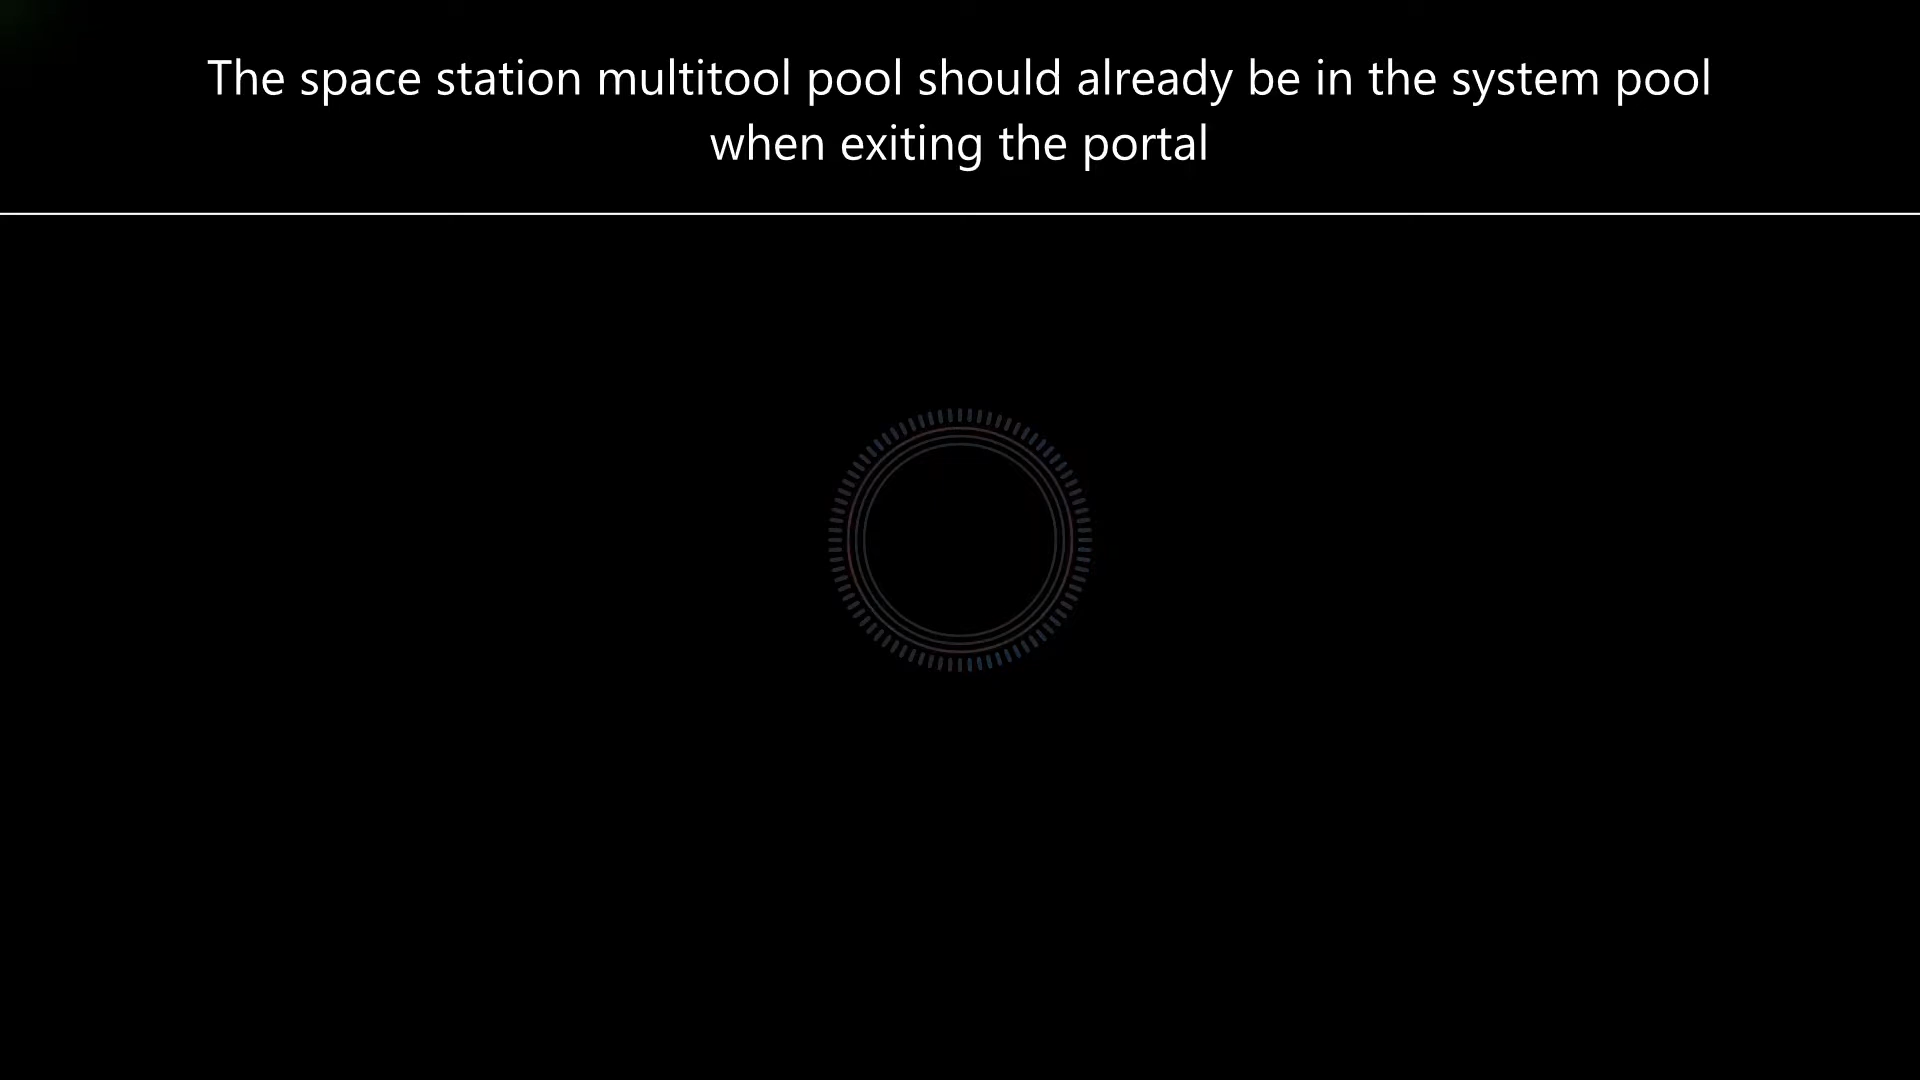 The space station multitool pool should already be in the system pool
when exiting the portal